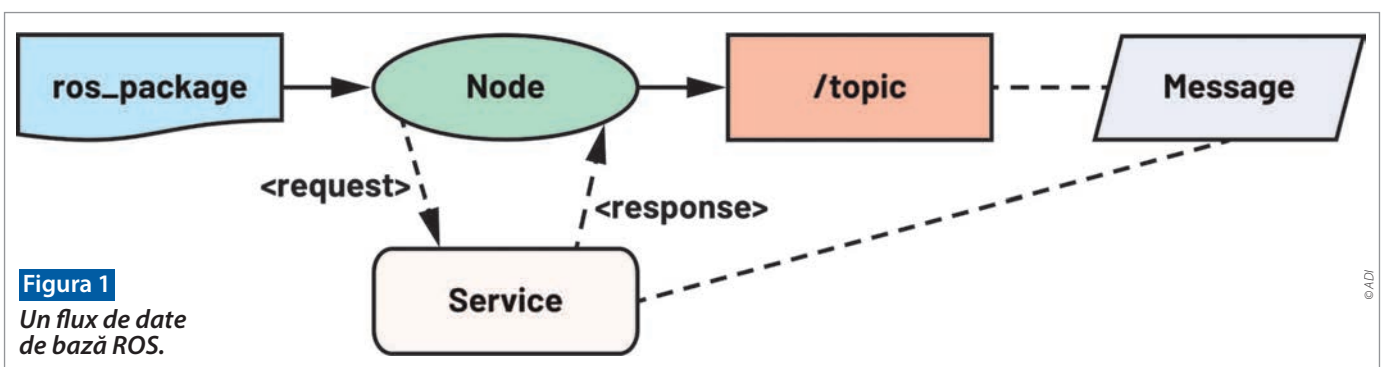 ros_package
Node
/topic
Message
<request>
<response>
Service
Figura 1
Un flux de date
de bază ROS.
© ADI